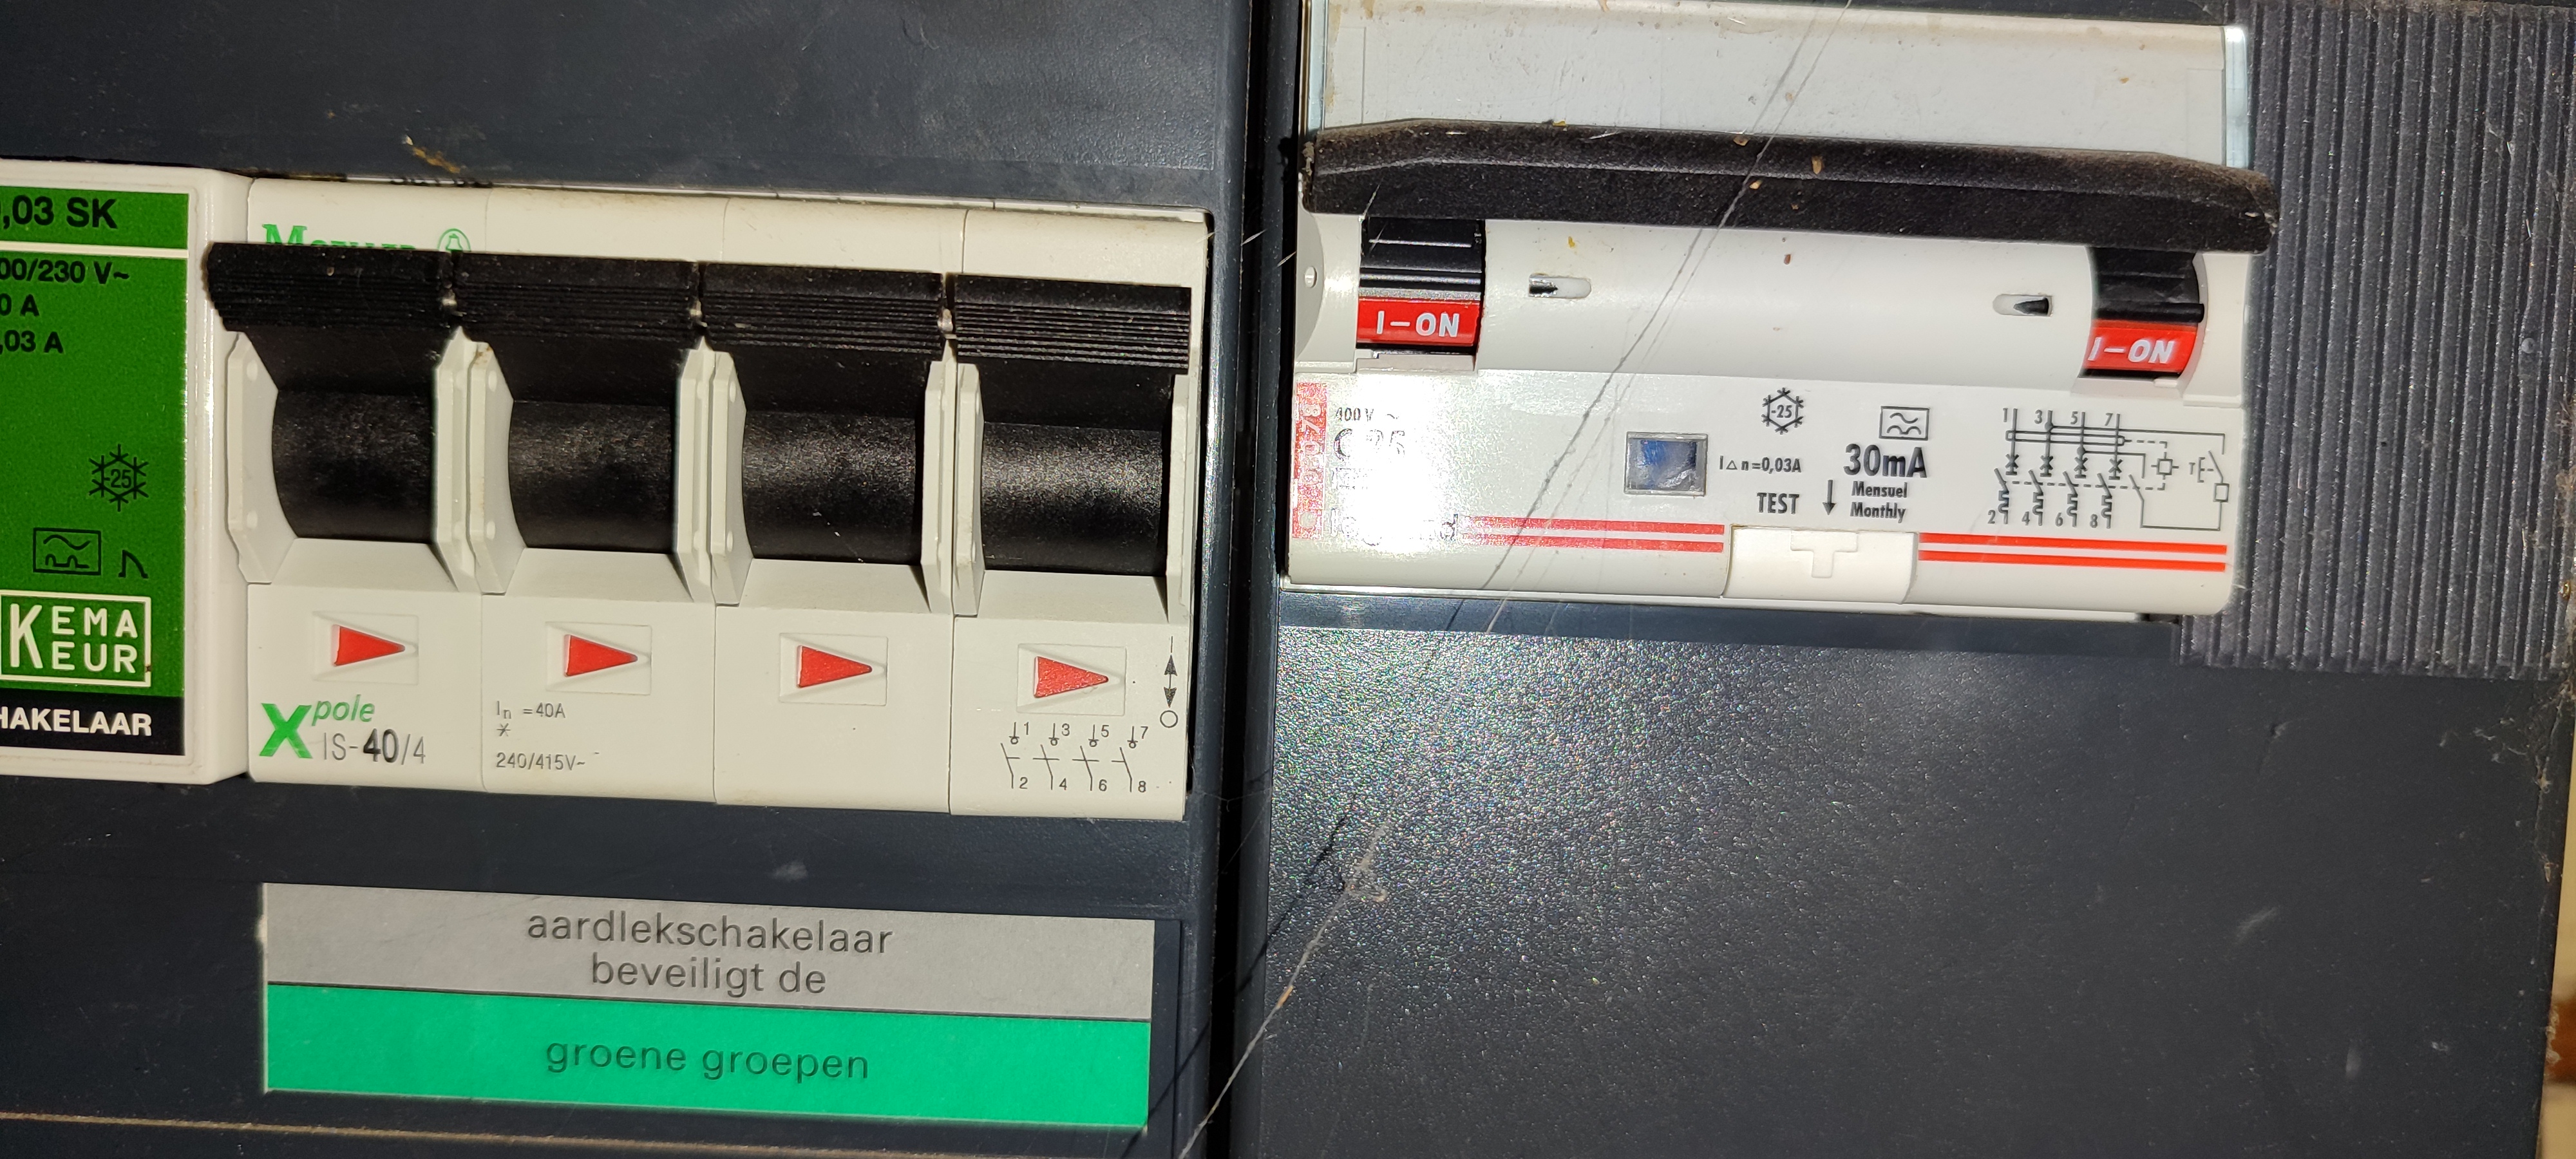 ,03 SK
00/230 V~
0 A
,03 A
-25
KEMA
KEUR
HAKELAAR
Xpole
IS-40/4
In =40A
*
240/415V~
1 3 5 7
2 4 6 8
aardlekschakelaar
beveiligt de
groene groepen
I-ON
I-ON
400 V ~
-25
I△n=0,03A
30mA
TEST
Mensuel
Monthly
1 3 5 7
2 4 6 8
T